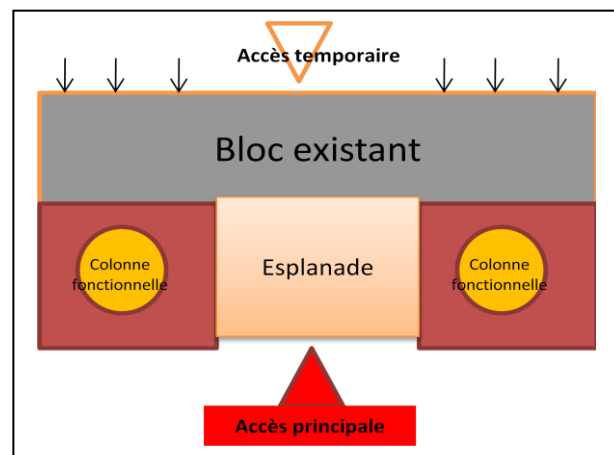 Accès temporaire
Bloc existant
Colonne
fonctionnelle
Esplanade
Colonne
fonctionnelle
Accès principale